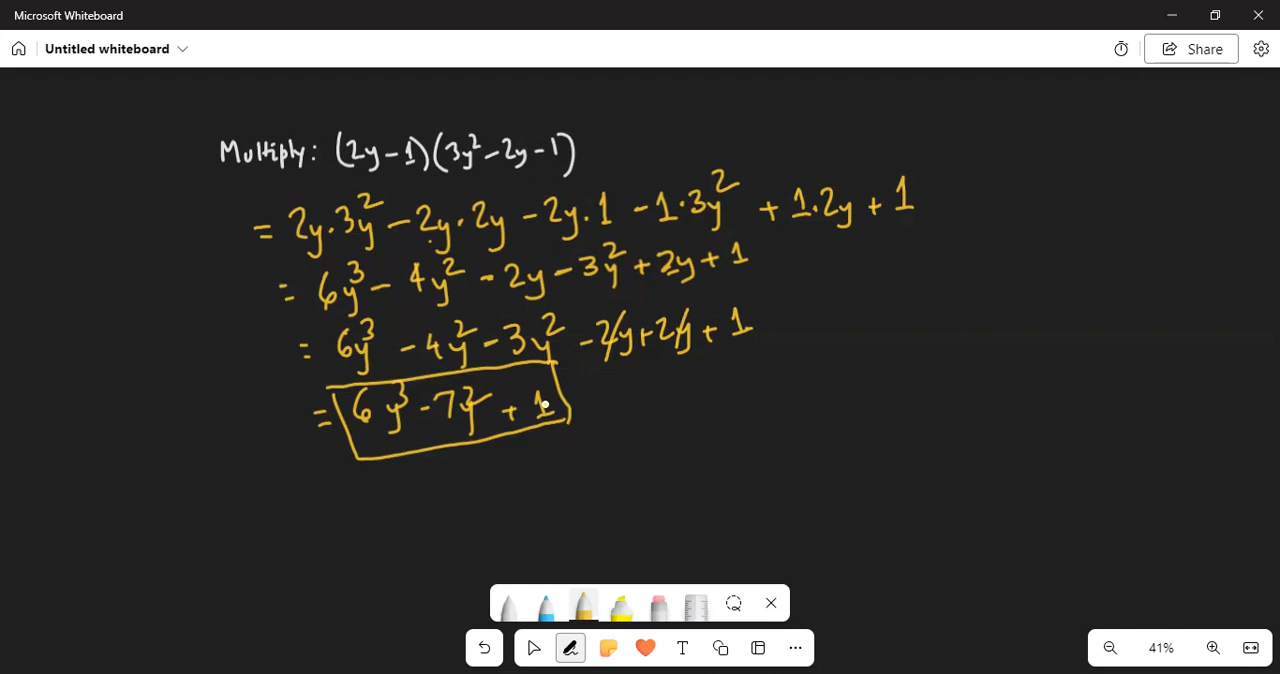 Microsoft Whiteboard
Untitled whiteboard
Share
Multiply: (2y-1)(3y²-2y-1)
= 2y·3y² - 2y·2y - 2y·1 - 1·3y² + 1·2y + 1
= 6y³ - 4y² - 2y - 3y² + 2y + 1
= 6y³ - 4y² - 3y² - 2y + 2y + 1
= 6y³ - 7y² + 1
T
41%